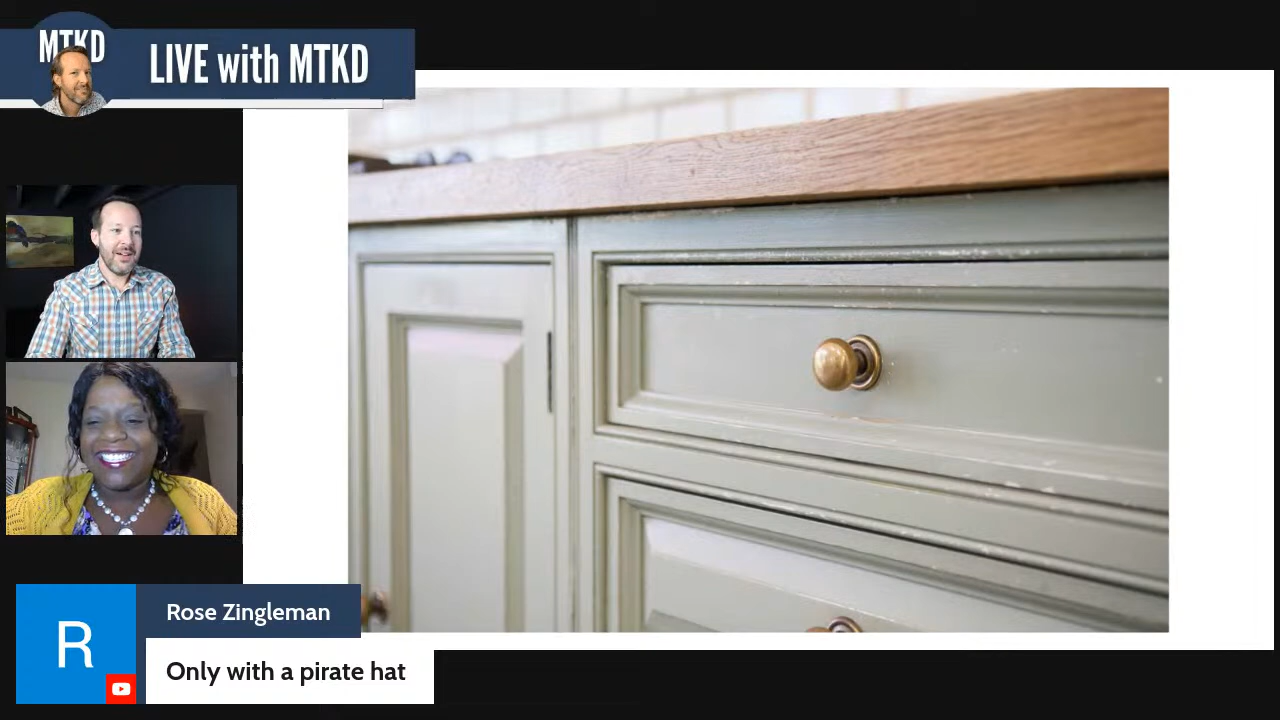 MTKD
LIVE with MTKD
R
Rose Zingleman
Only with a pirate hat